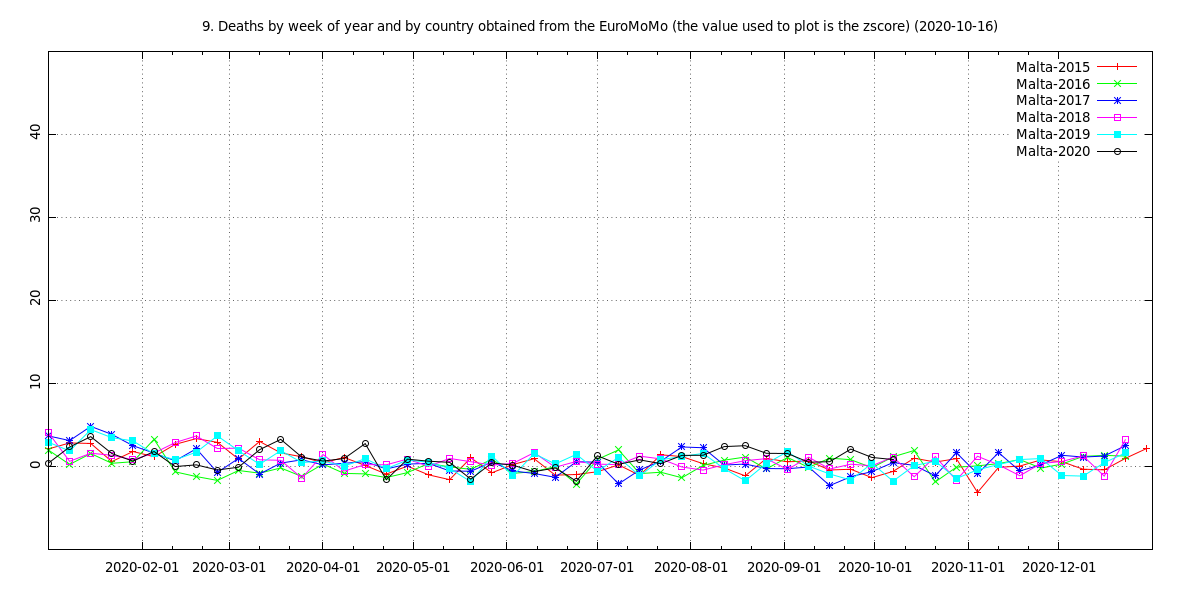 9. Deaths by week of year and by country obtained from the EuroMoMo (the value used to plot is the zscore) (2020-10-16)
Malta-2015
Malta-2016
Malta-2017
Malta-2018
Malta-2019
Malta-2020
40
30
20
10
0
2020-02-01 2020-03-01 2020-04-01 2020-05-01 2020-06-01 2020-07-01 2020-08-01 2020-09-01 2020-10-01 2020-11-01 2020-12-01